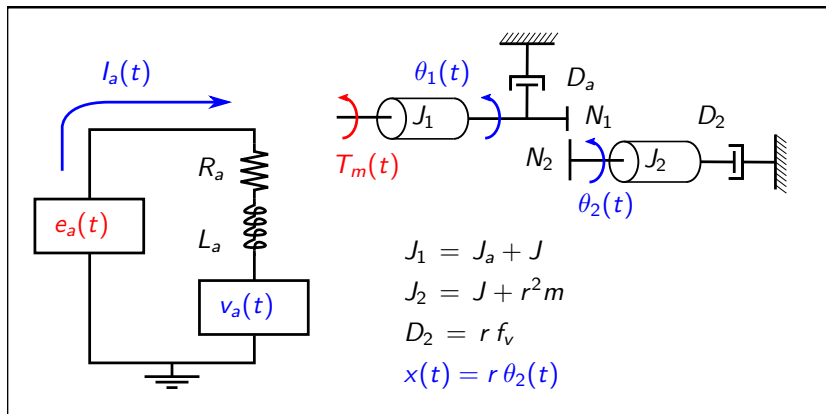 I_a(t)
R_a
L_a
e_a(t)
v_a(t)
θ_1(t)
D_a
J_1
N_1
T_m(t)
D_2
N_2
J_2
θ_2(t)
J_1 = J_a + J
J_2 = J + r^2 m
D_2 = r f_v
x(t) = r θ_2(t)